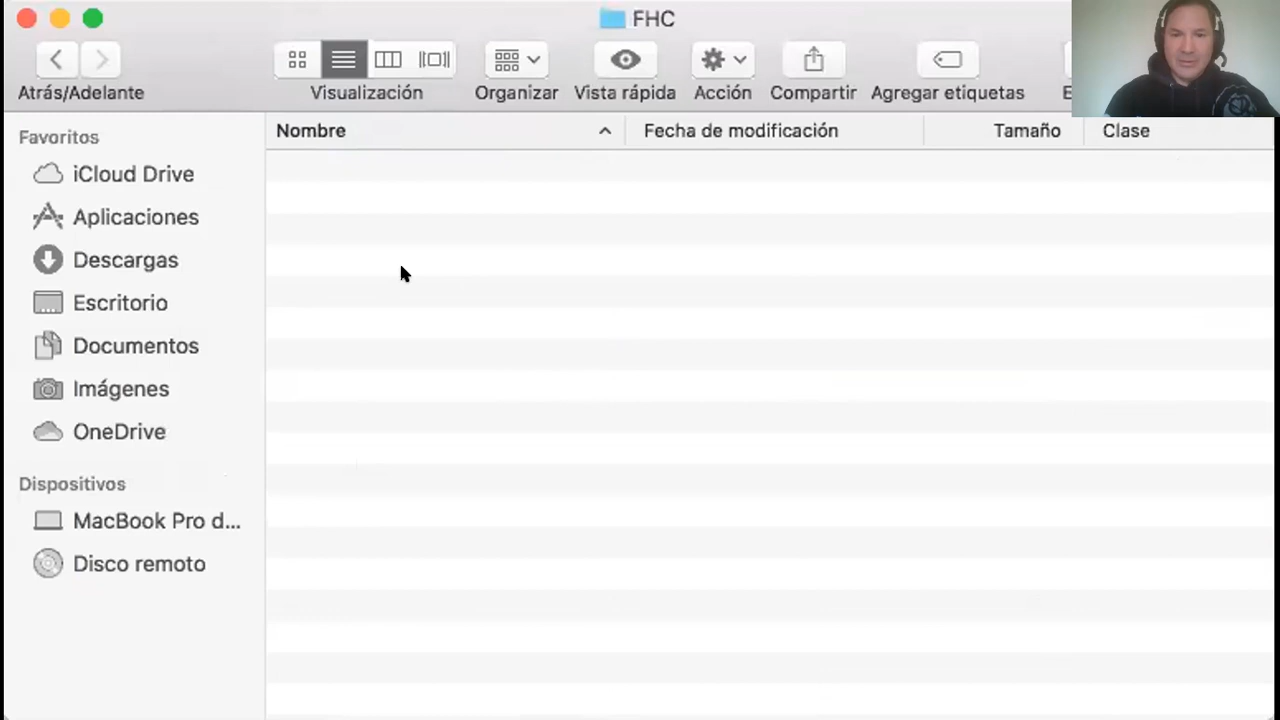 FHC
Atrás/Adelante
Visualización
Organizar
Vista rápida
Acción
Compartir
Agregar etiquetas
Nombre
Fecha de modificación
Tamaño
Clase
Favoritos
iCloud Drive
Aplicaciones
Descargas
Escritorio
Documentos
Imágenes
OneDrive
Dispositivos
MacBook Pro d...
Disco remoto